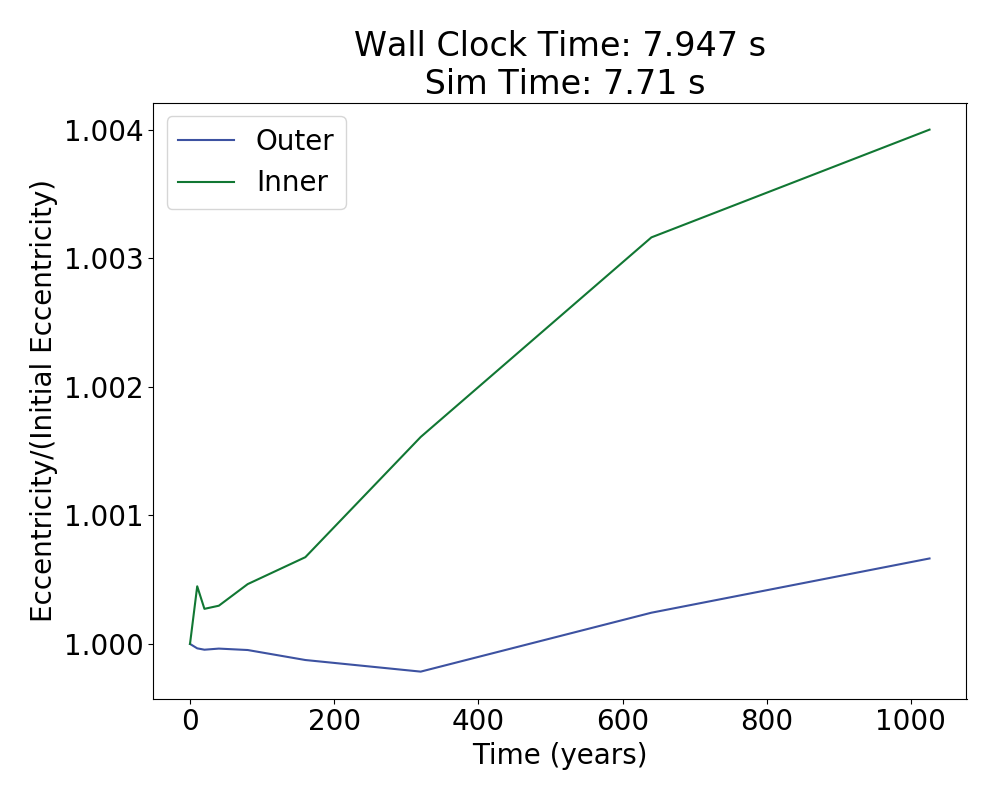 Wall Clock Time: 7.947 s
Sim Time: 7.71 s
Outer
Inner
Eccentricity/(Initial Eccentricity)
1.004
1.003
1.002
1.001
1.000
0 200 400 600 800 1000
Time (years)